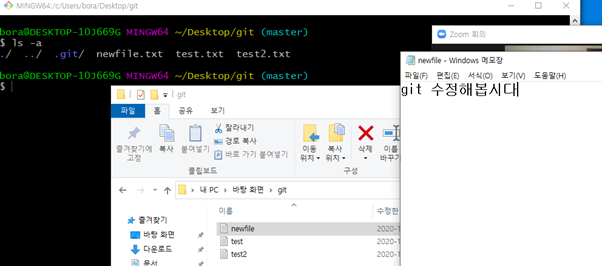 MINGW64:/c/Users/bora/Desktop/git
bora@DESKTOP-1OJ669G MINGW64 ~/Desktop/git (master)
$ ls -a
./ ../ .git/ newfile.txt test.txt test2.txt
bora@DESKTOP-1OJ669G MINGW64 ~/Desktop/git (master)
$
Zoom 회의
newfile - Windows 메모장
파일(F) 편집(E) 서식(O) 보기(V) 도움말(H)
git 수정해봅시대
git
파일 홈 공유 보기
즐겨찾기에 고정
복사
붙여넣기
잘라내기
경로 복사
바로 가기 붙여넣기
클립보드
이동 위치
복사 위치
삭제
이름 바꾸기
구성
내 PC > 바탕 화면 > git
즐겨찾기
바탕 화면
다운로드
문서
이름
수정한
newfile 2020-1
test 2020-1
test2 2020-1